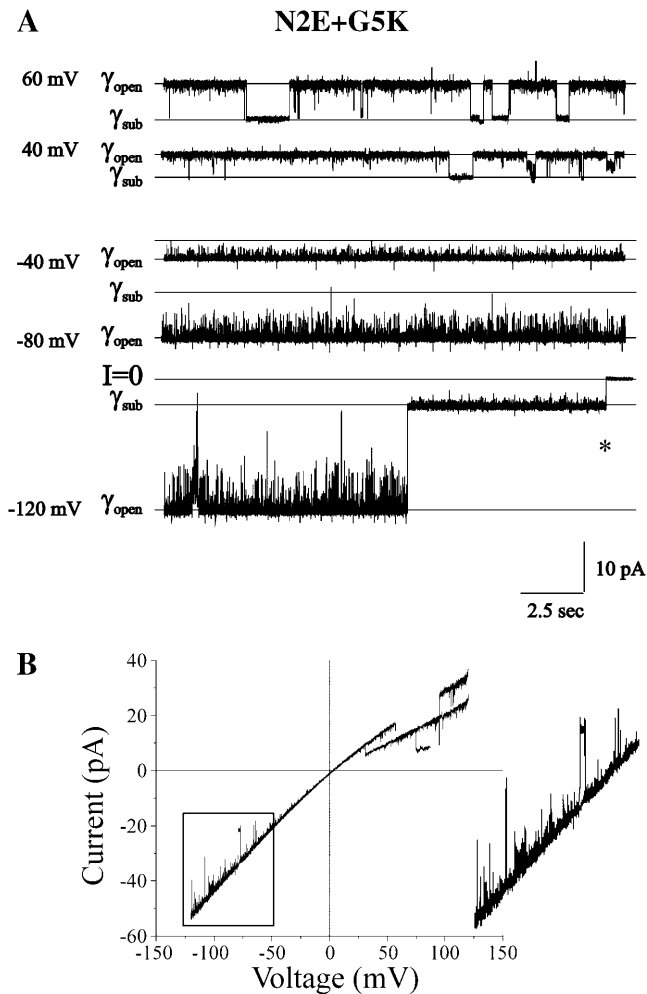 A N2E+G5K
60 mV γopen
γsub
40 mV γopen
γsub
-40 mV γopen
γsub
-80 mV γopen
I=0
γsub
*
-120 mV γopen
10 pA
2.5 sec
B
40
20
0
-20
-40
-60
Current (pA)
-150 -100 -50 0 50 100 150
Voltage (mV)